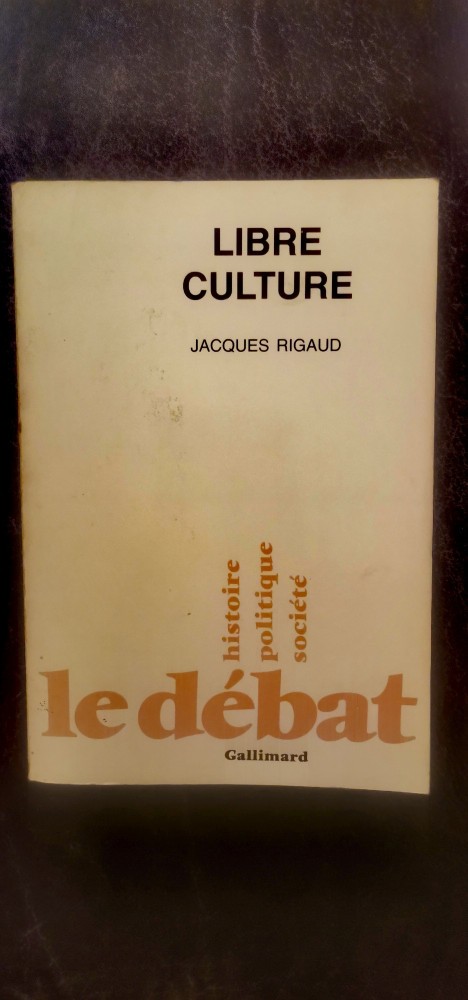 LIBRE
CULTURE
JACQUES RIGAUD
histoire
politique
société
le débat
Gallimard